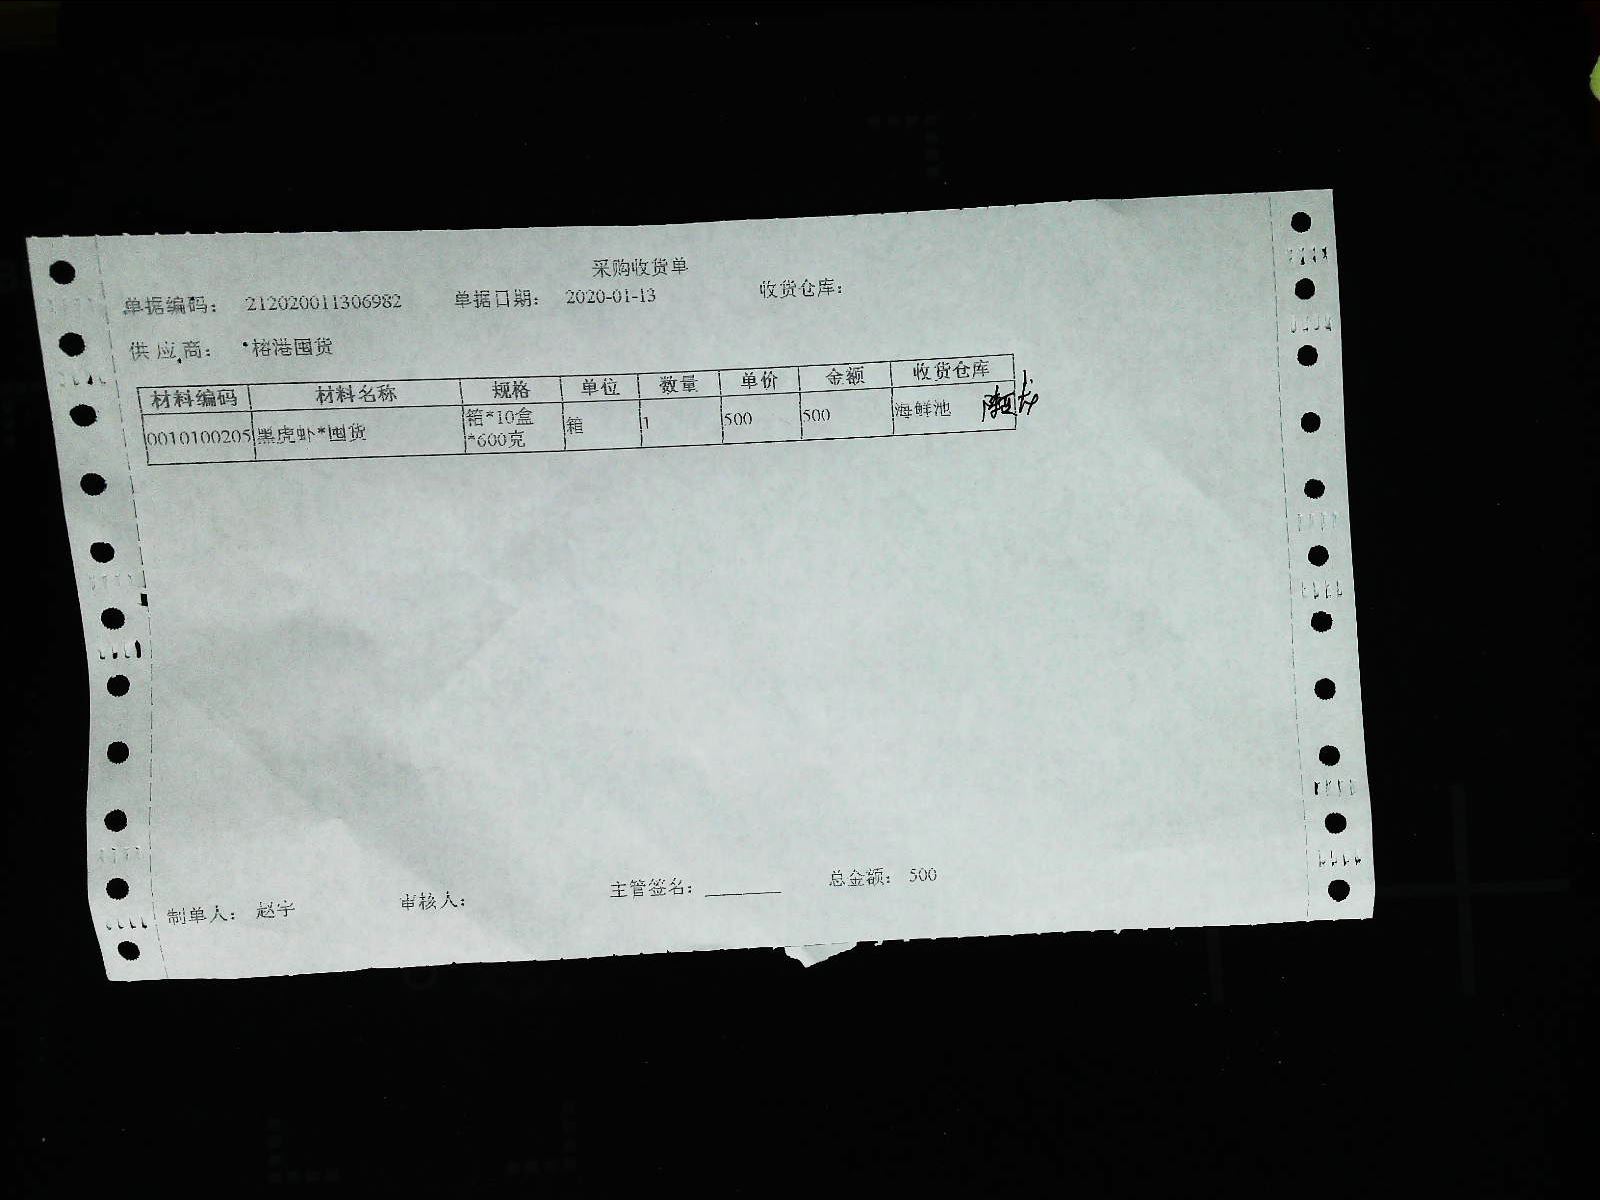 采购收货单
单据编码： 212020011306982 单据日期： 2020-01-13 收货仓库：
供 应 商： 榕港囤货
材料编码 材料名称 规格 单位 数量 单价 金额 收货仓库
0010100205 黑虎虾*囤货 箱*10盒 箱 1 500 500 海鲜池
*600克
制单人： 赵宇 审核人： 主管签名： 总金额： 500